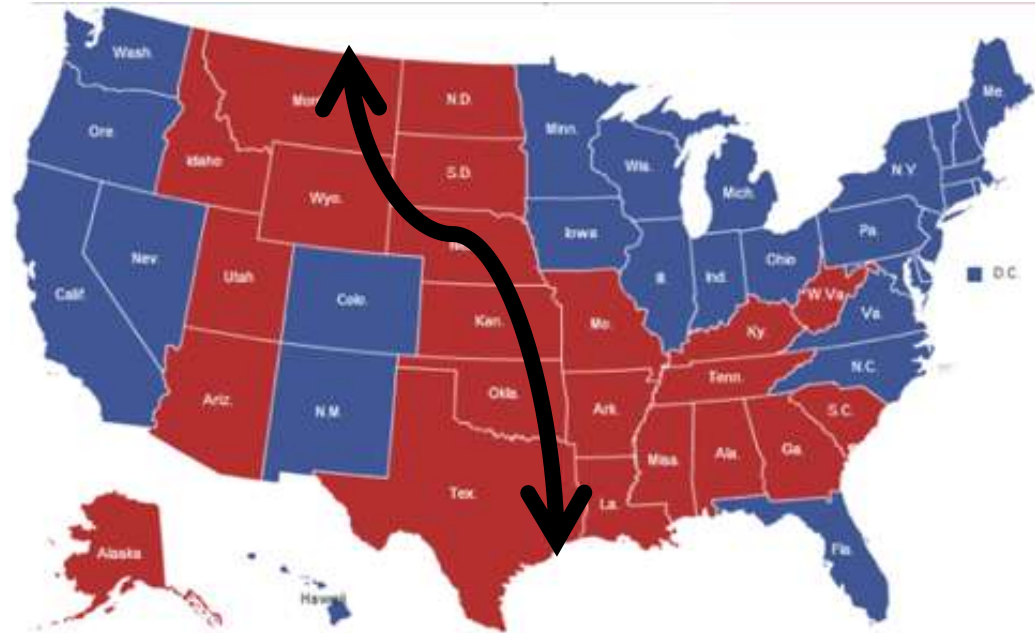 Wash.
Ore.
Calif.
Nev.
Idaho
Mon
Wyo.
Utah
Colo.
Ariz.
N.M.
N.D.
S.D.
Kan.
Okla.
Tex.
Minn.
Iowa
Mo.
Ark.
La.
Wis.
Ill.
Mich.
Ind.
Ohio
Ky.
Tenn.
Miss.
Ala.
Ga.
Fla.
S.C.
N.C.
Va.
W.Va.
Pa.
N.Y.
Me.
D.C.
Alaska
Hawaii